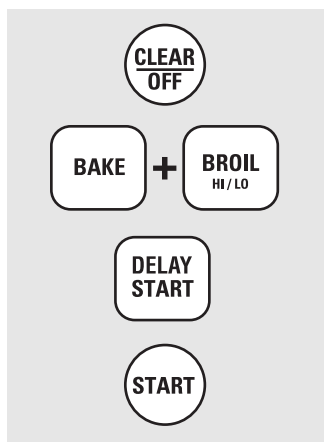 CLEAR
OFF
BAKE + BROIL
HI / LO
DELAY
START
START